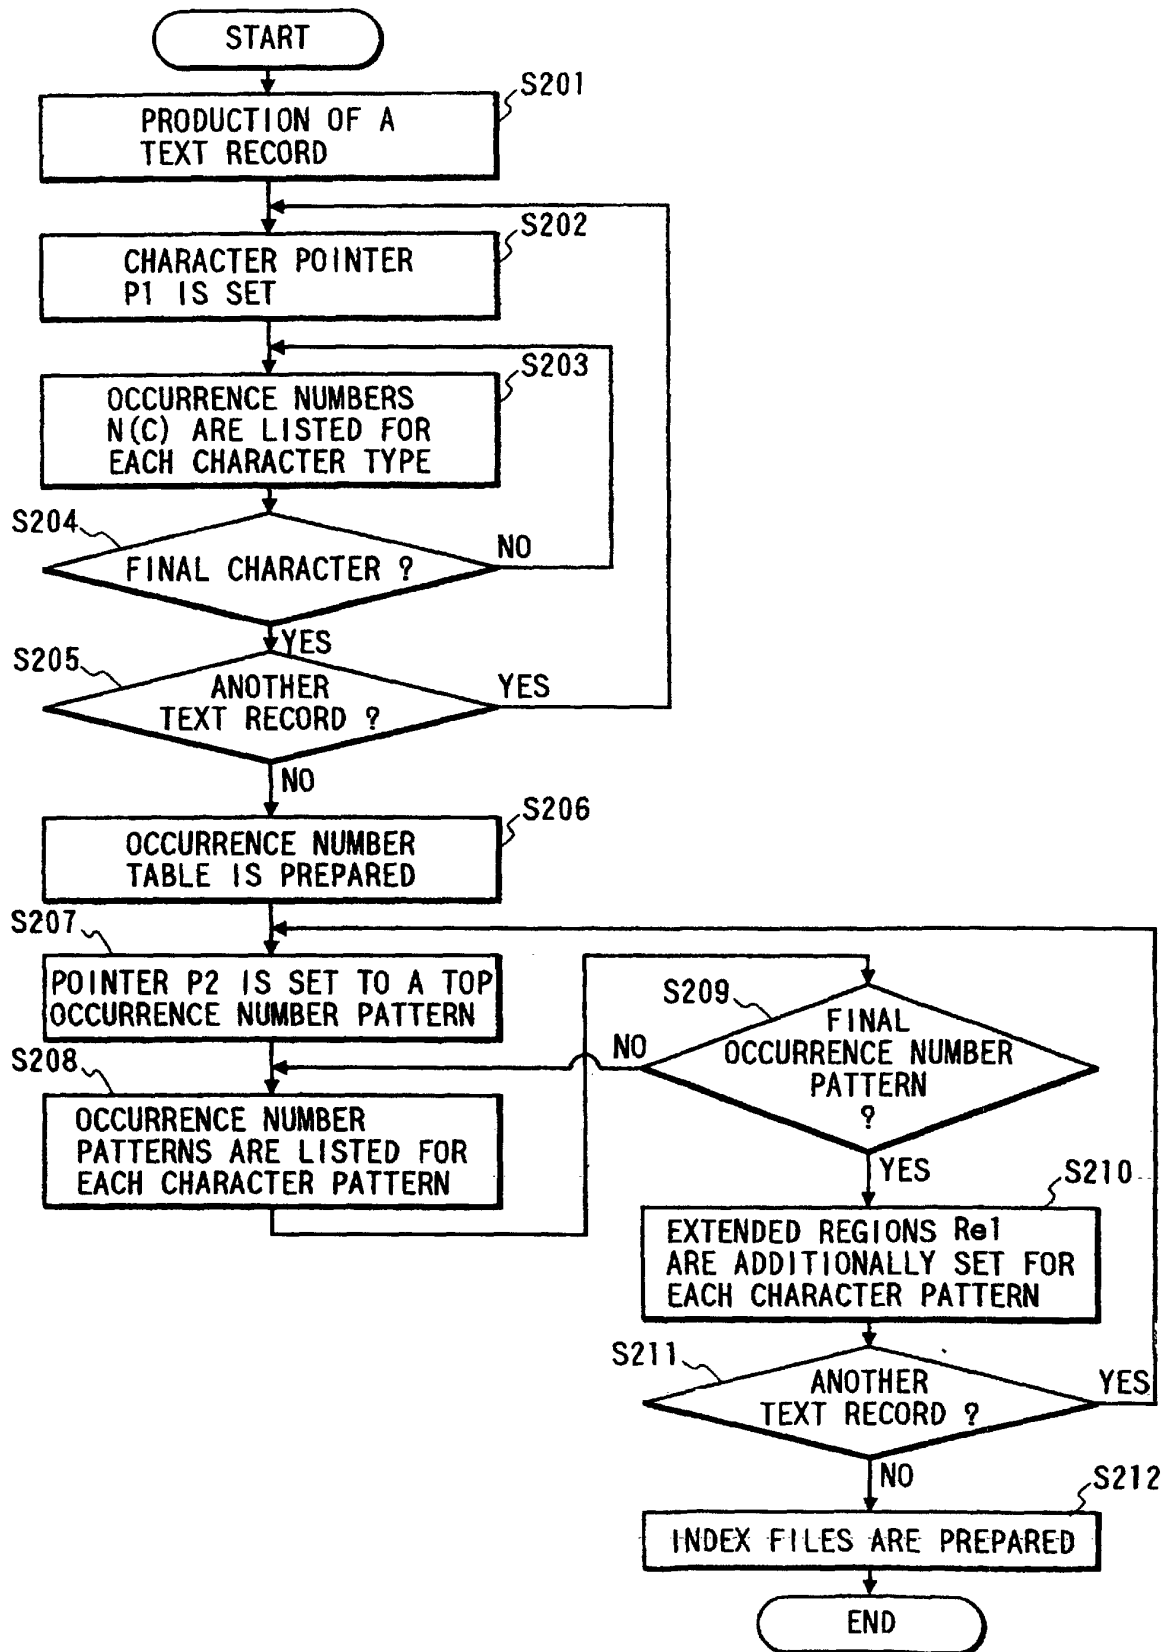 START
S201
PRODUCTION OF A
TEXT RECORD
S202
CHARACTER POINTER
P1 IS SET
S203
OCCURRENCE NUMBERS
N(C) ARE LISTED FOR
EACH CHARACTER TYPE
S204
FINAL CHARACTER ?
NO
YES
S205
ANOTHER
TEXT RECORD ?
YES
NO
S206
OCCURRENCE NUMBER
TABLE IS PREPARED
S207
POINTER P2 IS SET TO A TOP
OCCURRENCE NUMBER PATTERN
S208
OCCURRENCE NUMBER
PATTERNS ARE LISTED FOR
EACH CHARACTER PATTERN
S209
FINAL
OCCURRENCE NUMBER
PATTERN
?
NO
YES
S210
EXTENDED REGIONS Re1
ARE ADDITIONALLY SET FOR
EACH CHARACTER PATTERN
S211
ANOTHER
TEXT RECORD ?
YES
NO
S212
INDEX FILES ARE PREPARED
END